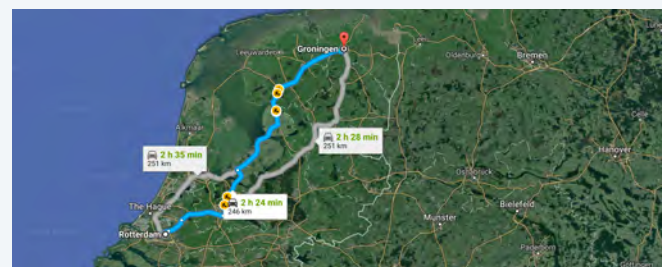 Groningen
Leeuwarden
Oldenburg
Bremen
Alkmaar
2 h 35 min
251 km
2 h 28 min
251 km
Hanover
Osnabrück
The Hague
2 h 24 min
246 km
Rotterdam
Münster
Bielefeld
Paderborn
Göttingen